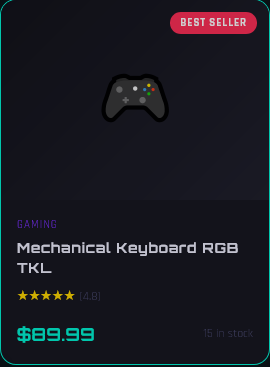 BEST SELLER
GAMING
Mechanical Keyboard RGB
TKL
★★★★★ (4.8)
$89.99
15 in stock